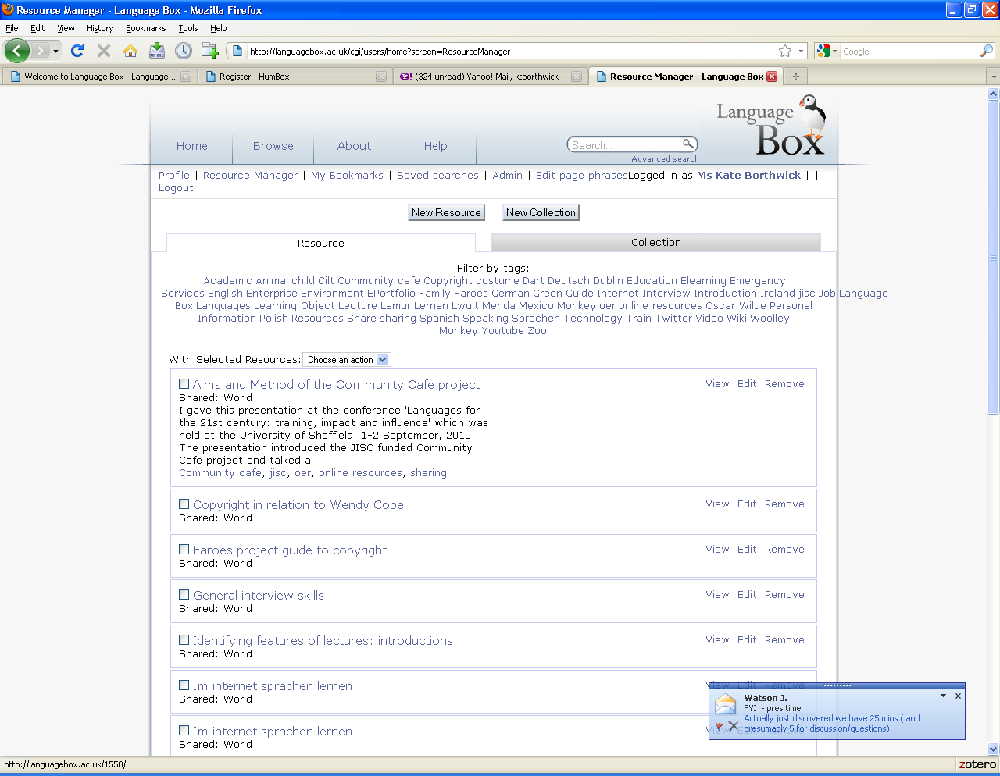 Resource Manager - Language Box - Mozilla Firefox
File Edit View History Bookmarks Tools Help
http://languagebox.ac.uk/cgi/users/home?screen=ResourceManager
Google
Welcome to Language Box - Language ...
Register - HumBox
Y! (324 unread) Yahoo! Mail, ktborthwick
Resource Manager - Language Box
Language
Box
Home Browse About Help
Search...
Advanced search
Profile | Resource Manager | My Bookmarks | Saved searches | Admin | Edit page phrasesLogged in as Ms Kate Borthwick | |
Logout
New Resource New Collection
Resource Collection
Filter by tags:
Academic Animal child Cilt Community cafe Copyright costume Dart Deutsch Dublin Education Elearning Emergency
Services English Enterprise Environment EPortfolio Family Faroes German Green Guide Internet Interview Introduction Ireland jisc Job Language
Box Languages Learning Object Lecture Lemur Lernen Lwult Merida Mexico Monkey oer online resources Oscar Wilde Personal
Information Polish Resources Share sharing Spanish Speaking Sprachen Technology Train Twitter Video Wiki Woolley
Monkey Youtube Zoo
With Selected Resources: Choose an action
Aims and Method of the Community Cafe project View Edit Remove
Shared: World
I gave this presentation at the conference 'Languages for
the 21st century: training, impact and influence' which was
held at the University of Sheffield, 1-2 September, 2010.
The presentation introduced the JISC funded Community
Cafe project and talked a
Community cafe, jisc, oer, online resources, sharing
Copyright in relation to Wendy Cope View Edit Remove
Shared: World
Faroes project guide to copyright View Edit Remove
Shared: World
General interview skills View Edit Remove
Shared: World
Identifying features of lectures: introductions View Edit Remove
Shared: World
Im internet sprachen lernen View Edit Remove
Shared: World
Im internet sprachen lernen
Shared: World
Watson J.
FYI - pres time
Actually just discovered we have 25 mins ( and
presumably 5 for discussion/questions)
http://languagebox.ac.uk/1558/
zotero